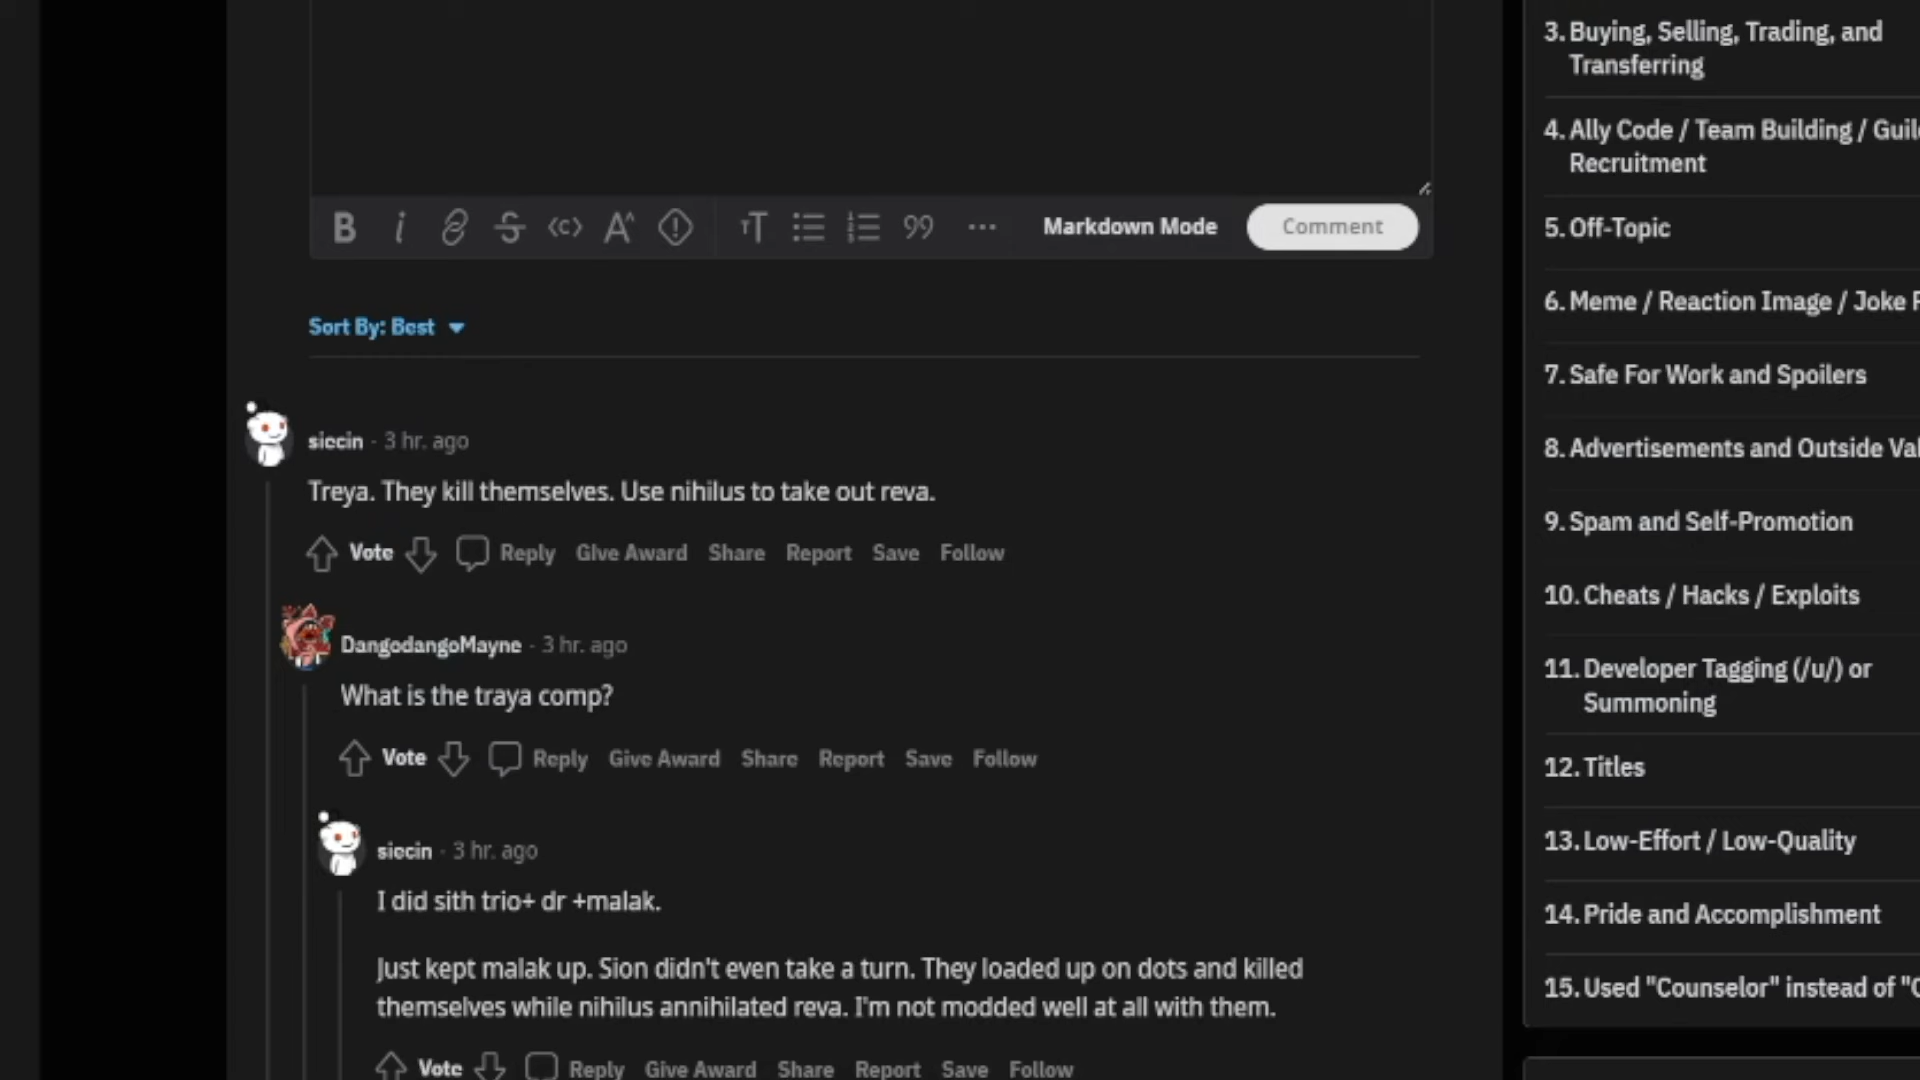 B i <c> A^ тT 99 ... Markdown Mode Comment
Sort By: Best
siecin · 3 hr. ago
Treya. They kill themselves. Use nihilus to take out reva.
Vote Reply Give Award Share Report Save Follow
DangodangoMayne · 3 hr. ago
What is the traya comp?
Vote Reply Give Award Share Report Save Follow
siecin · 3 hr. ago
I did sith trio+ dr +malak.
Just kept malak up. Sion didn't even take a turn. They loaded up on dots and killed
themselves while nihilus annihilated reva. I'm not modded well at all with them.
Vote Reply Give Award Share Report Save Follow
3. Buying, Selling, Trading, and
Transferring
4. Ally Code / Team Building / Guil
Recruitment
5. Off-Topic
6. Meme / Reaction Image / Joke
7. Safe For Work and Spoilers
8. Advertisements and Outside Val
9. Spam and Self-Promotion
10. Cheats / Hacks / Exploits
11. Developer Tagging (/u/) or
Summoning
12. Titles
13. Low-Effort / Low-Quality
14. Pride and Accomplishment
15. Used "Counselor" instead of "C